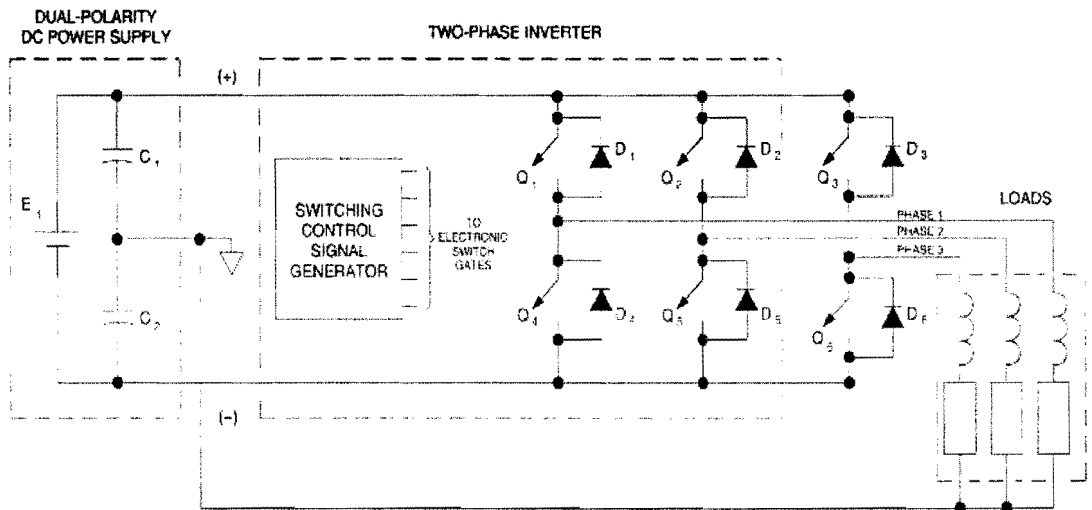 DUAL-POLARITY
DC POWER SUPPLY
TWO-PHASE INVERTER
(+)
C1
D1
D2
D3
Q1
Q2
Q3
E1
SWITCHING
CONTROL
SIGNAL
GENERATOR
TO
ELECTRONIC
SWITCH
GATES
LOADS
PHASE 1
PHASE 2
PHASE 3
C2
Q4
Q5
D5
Q6
(−)